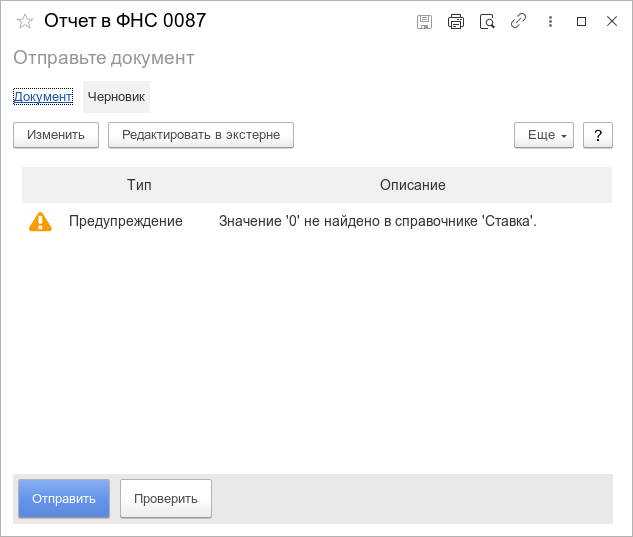 Отчет в ФНС 0087
Отправьте документ
Документ Черновик
Изменить Редактировать в экстерне Еще ?
Тип Описание
Предупреждение Значение '0' не найдено в справочнике 'Ставка'.
Отправить Проверить